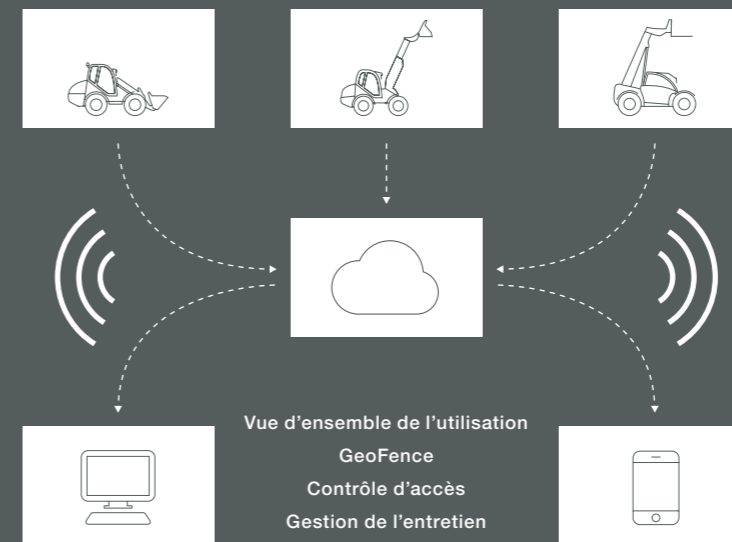 Vue d’ensemble de l’utilisation
GeoFence
Contrôle d’accès
Gestion de l’entretien